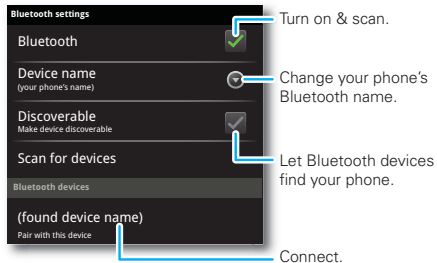 Bluetooth settings
Bluetooth
Turn on & scan.
Device name
(your phone's name)
Change your phone's
Bluetooth name.
Discoverable
Make device discoverable
Let Bluetooth devices
find your phone.
Scan for devices
Bluetooth devices
(found device name)
Pair with this device
Connect.